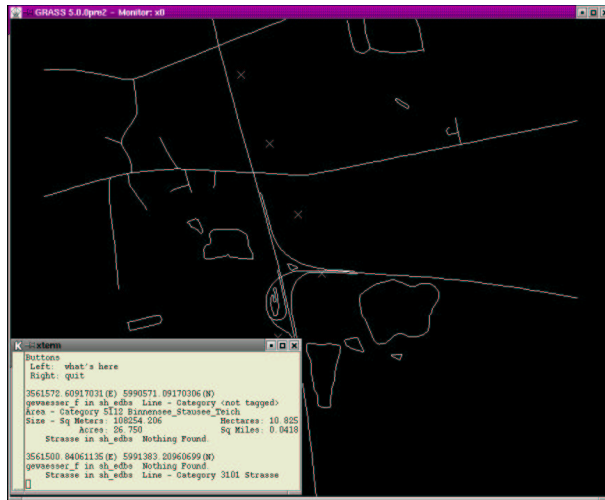 GRASS 5.0.0pre2 - Monitor: x0
xterm
Buttons
Left: what's here
Right: quit
3561572.60917031(E) 5990571.09170306(N)
gewaesser_f in sh_edbs Line - Category <not tagged>
Area - Category 5112 Binnensee_Stausee_Teich
Size - Sq Meters: 108254.206 Hectares: 10.825
Acres: 26.750 Sq Miles: 0.0418
Strasse in sh_edbs Nothing Found.
3561500.84061135(E) 5991383.20960699(N)
gewaesser_f in sh_edbs Nothing Found.
Strasse in sh_edbs Line - Category 3101 Strasse